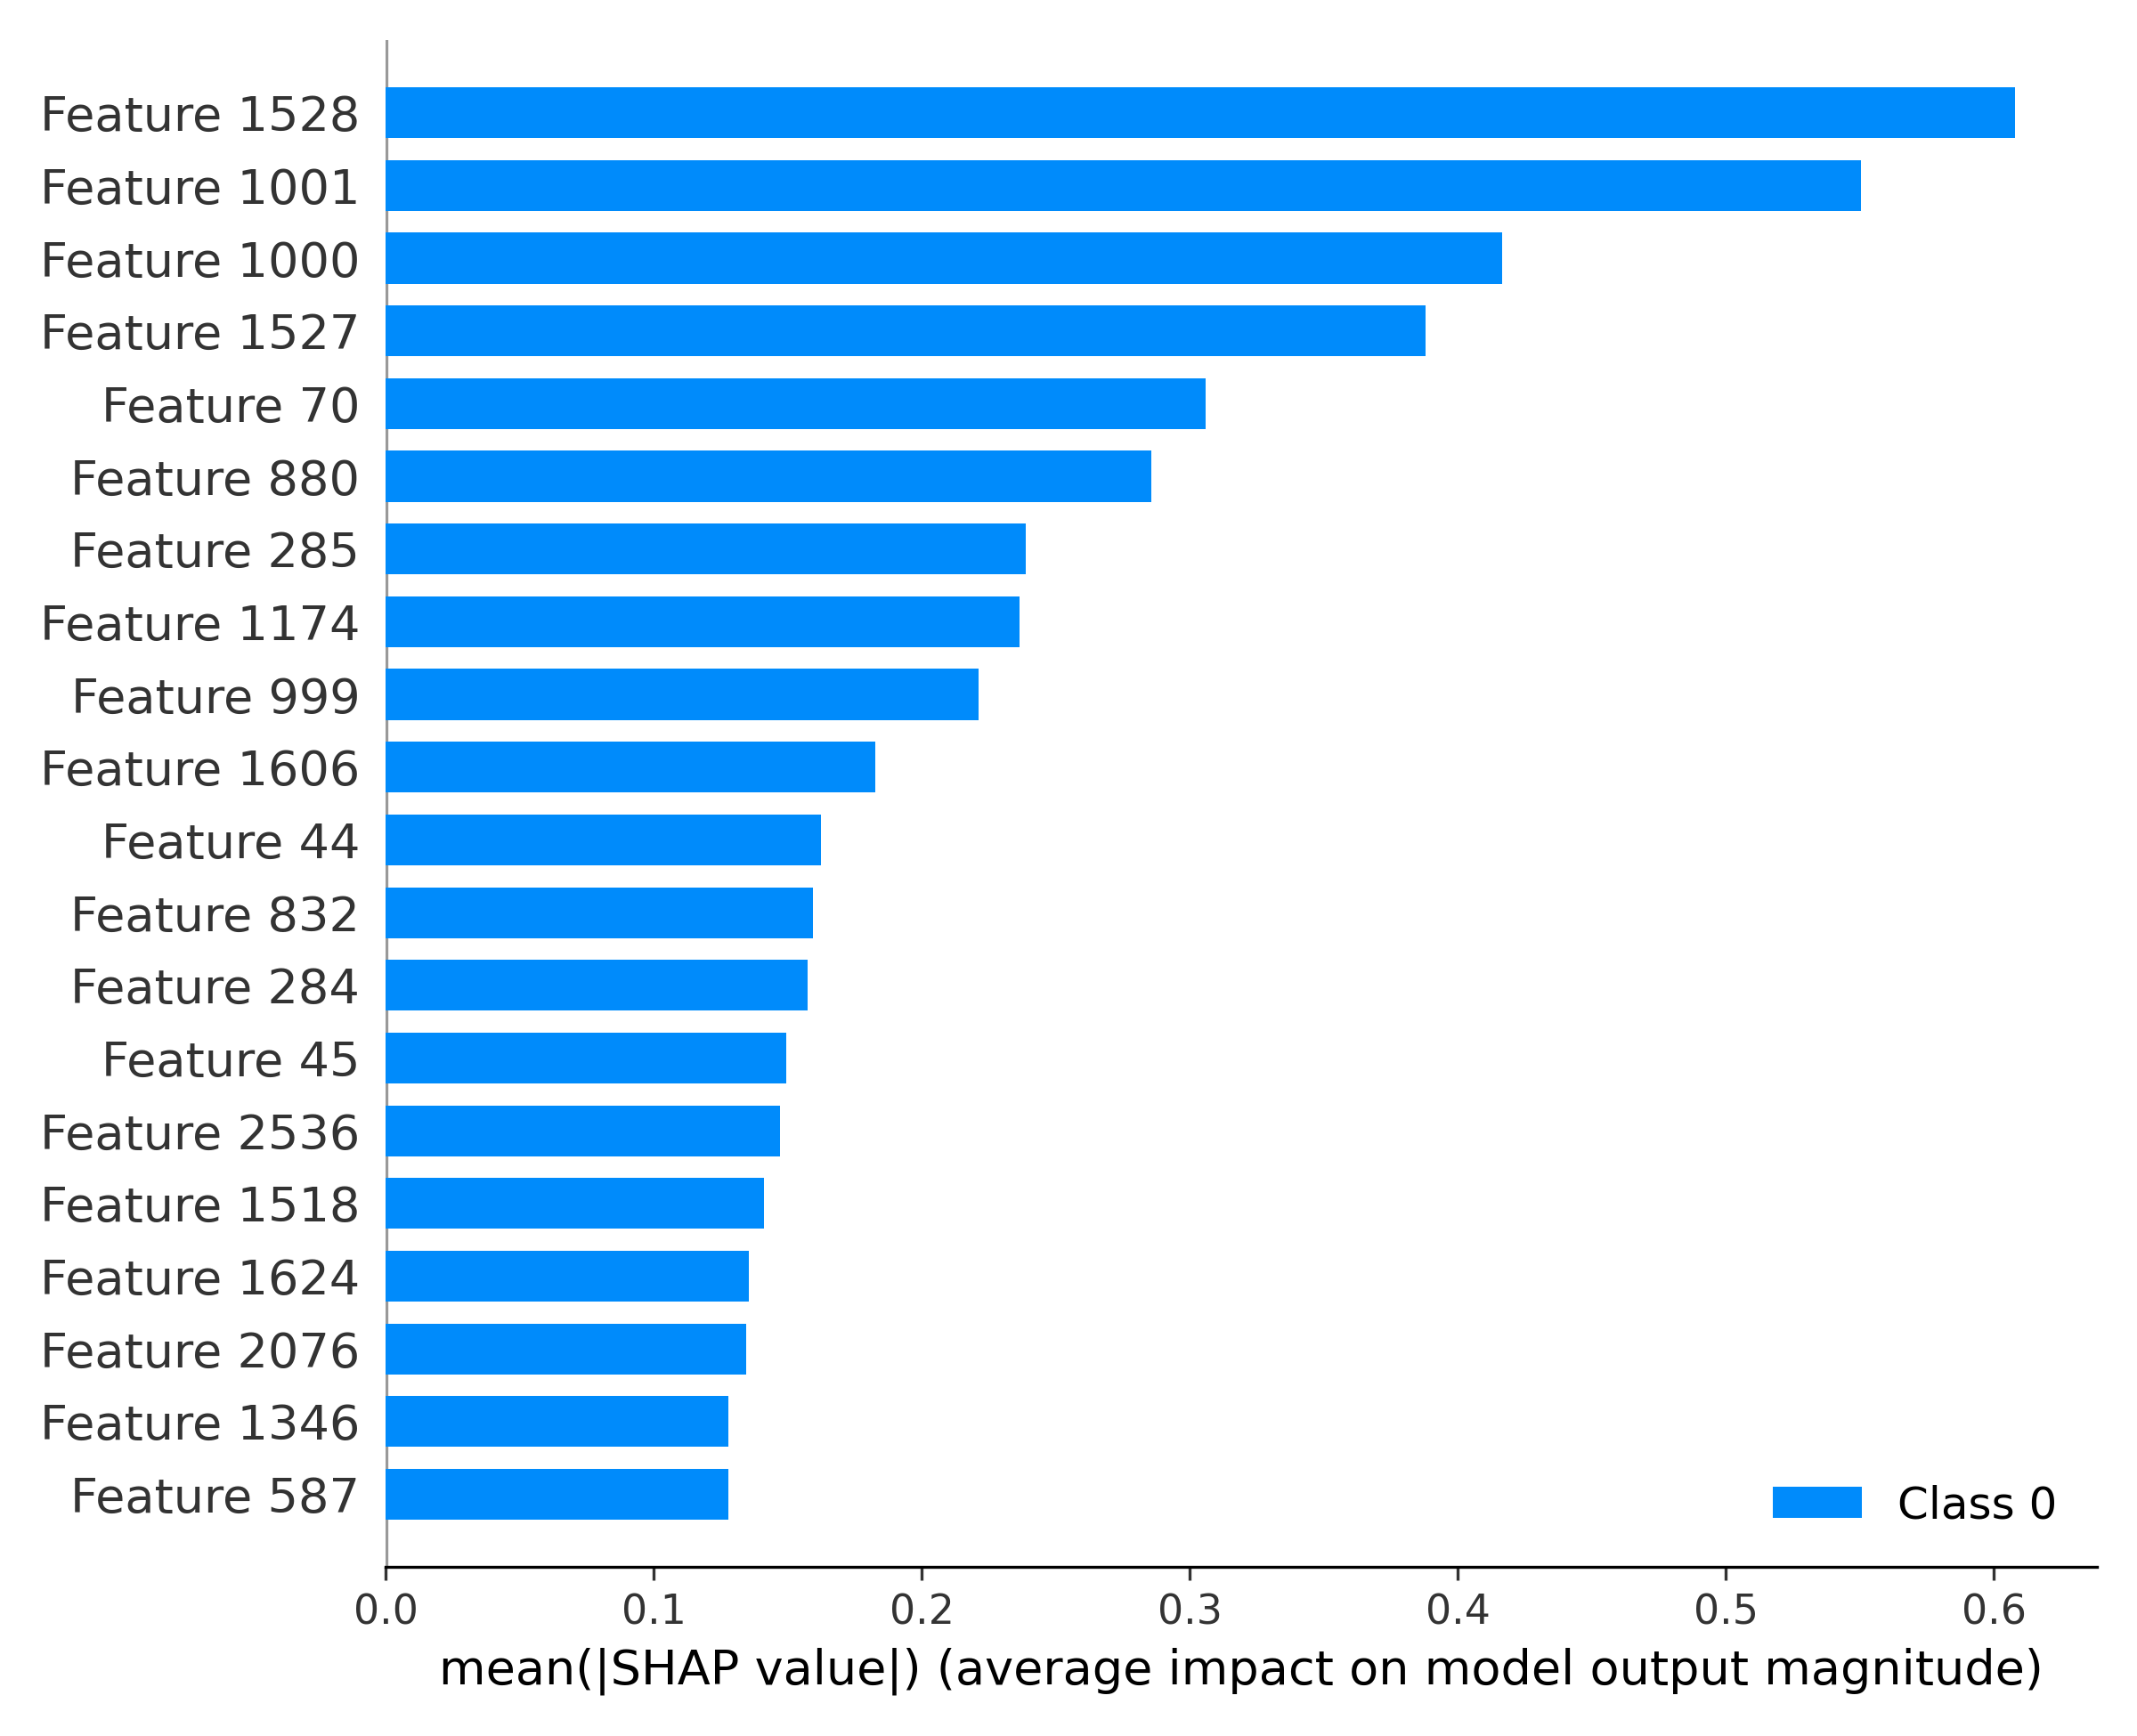 Feature 1528
Feature 1001
Feature 1000
Feature 1527
Feature 70
Feature 880
Feature 285
Feature 1174
Feature 999
Feature 1606
Feature 44
Feature 832
Feature 284
Feature 45
Feature 2536
Feature 1518
Feature 1624
Feature 2076
Feature 1346
Feature 587
Class 0
0.0 0.1 0.2 0.3 0.4 0.5 0.6
mean(|SHAP value|) (average impact on model output magnitude)